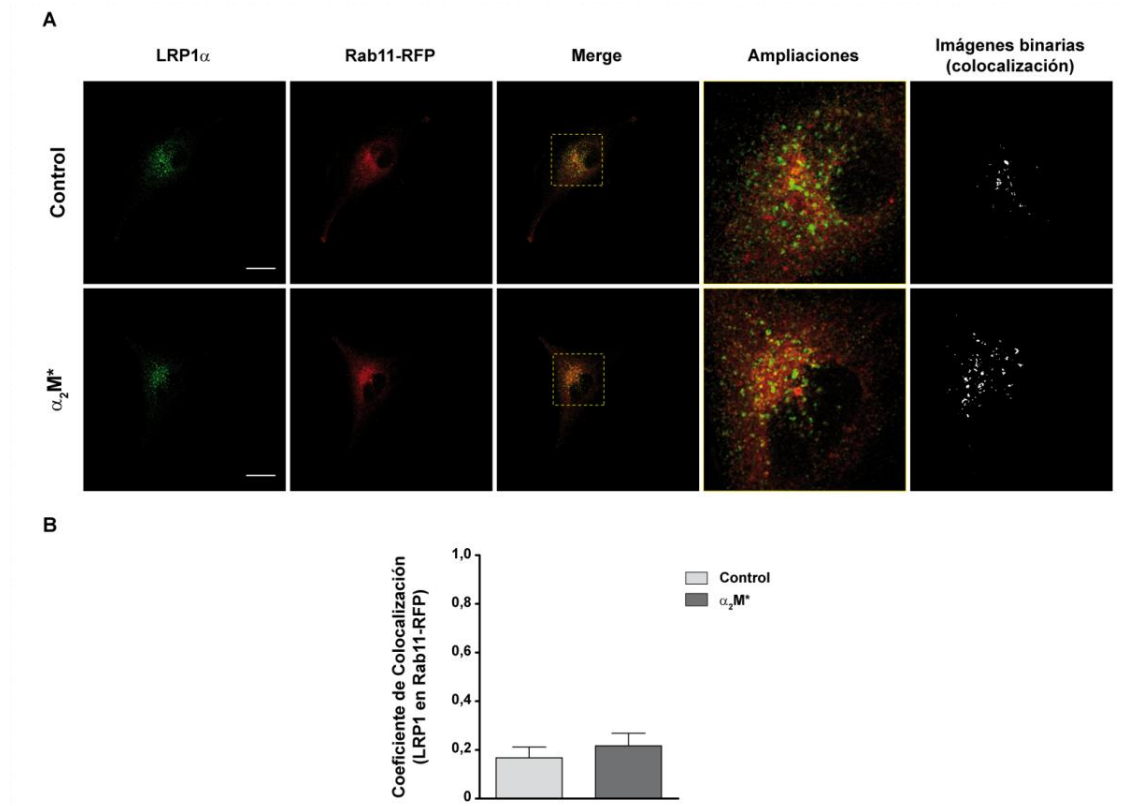 A
LRP1α
Rab11-RFP
Merge
Ampliaciones
Imágenes binarias
(colocalización)
Control
α₂M*
B
Coeficiente de Colocalización
(LRP1 en Rab11-RFP)
1,0
0,8
0,6
0,4
0,2
0
Control
α₂M*